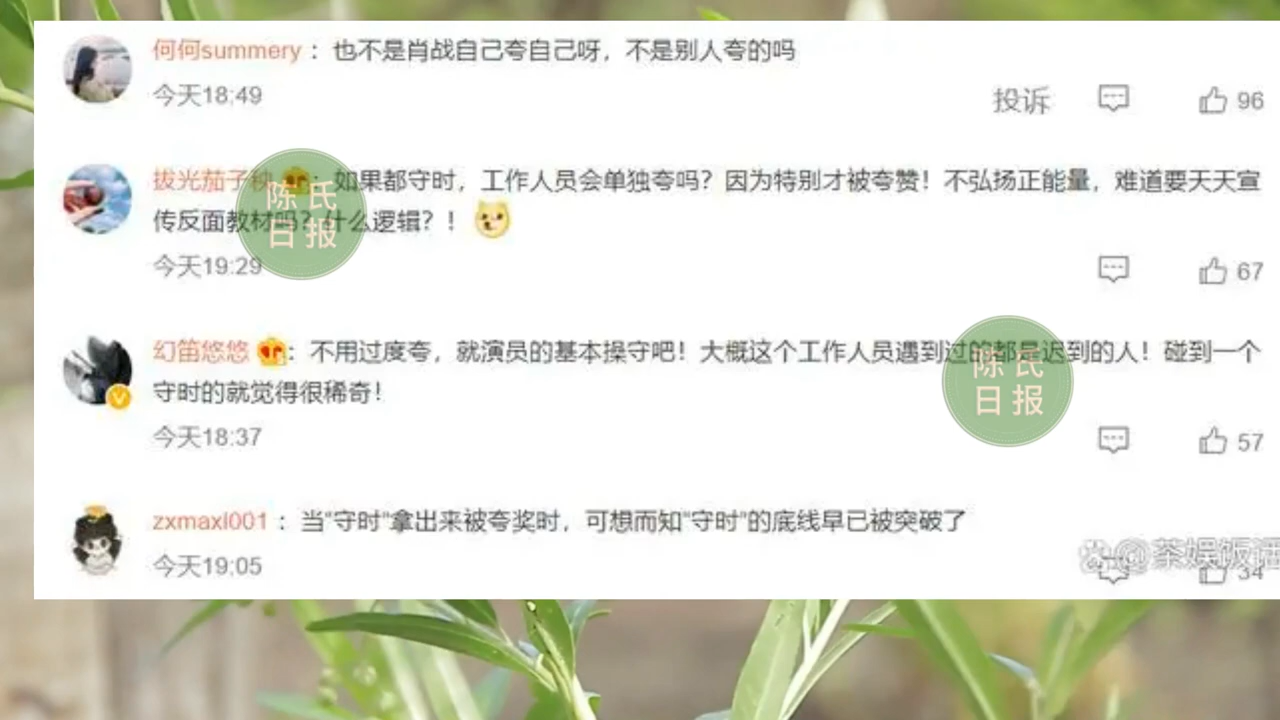 何何summery： 也不是肖战自己夸自己呀，不是别人夸的吗
今天18:49
投诉
96
拔光茄子秧：如果都守时，工作人员会单独夸吗？因为特别才被夸赞！不弘扬正能量，难道要天天宣
传反面教材吗？什么逻辑？！
陈氏
日报
今天19:29
67
幻笛悠悠：不用过度夸，就演员的基本操守吧！大概这个工作人员遇到过的都是迟到的人！碰到一个
守时的就觉得很稀奇！
陈氏
日报
今天18:37
57
zxmaxl001： 当“守时”拿出来被夸奖时，可想而知“守时”的底线早已被突破了
今天19:05
@茶娱饭话
34